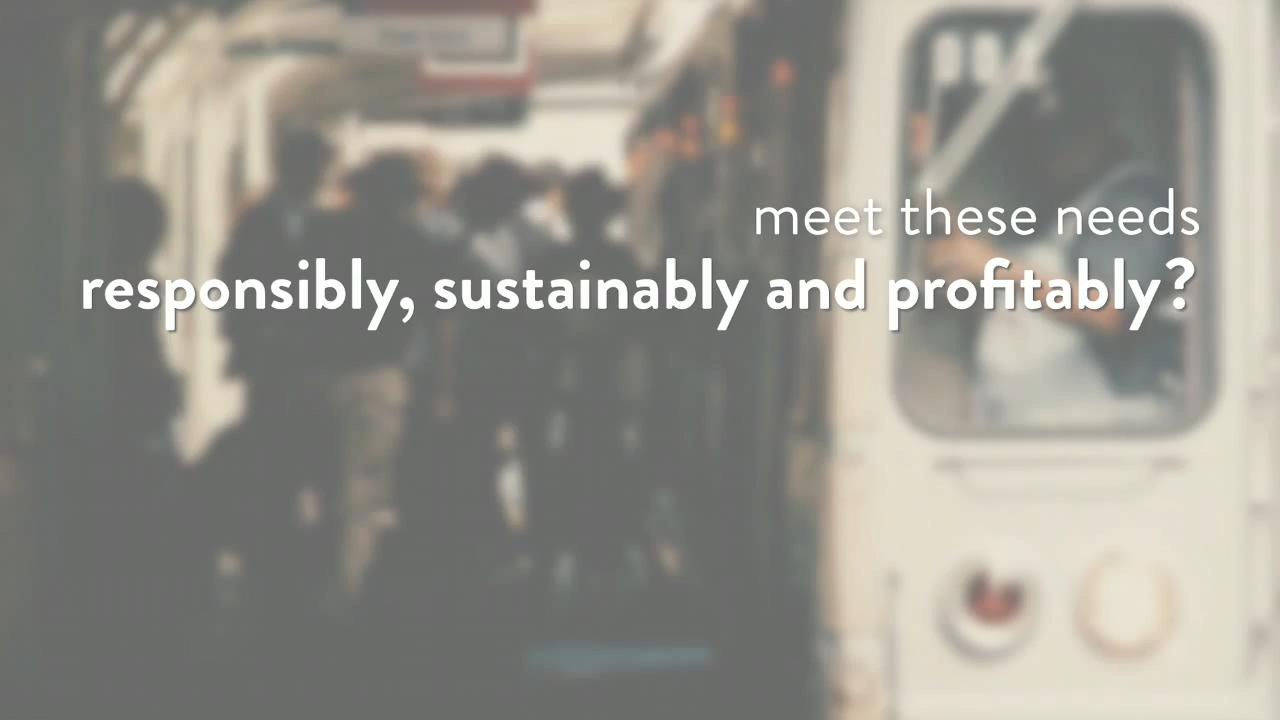 meet these needs
responsibly, sustainably and profitably?